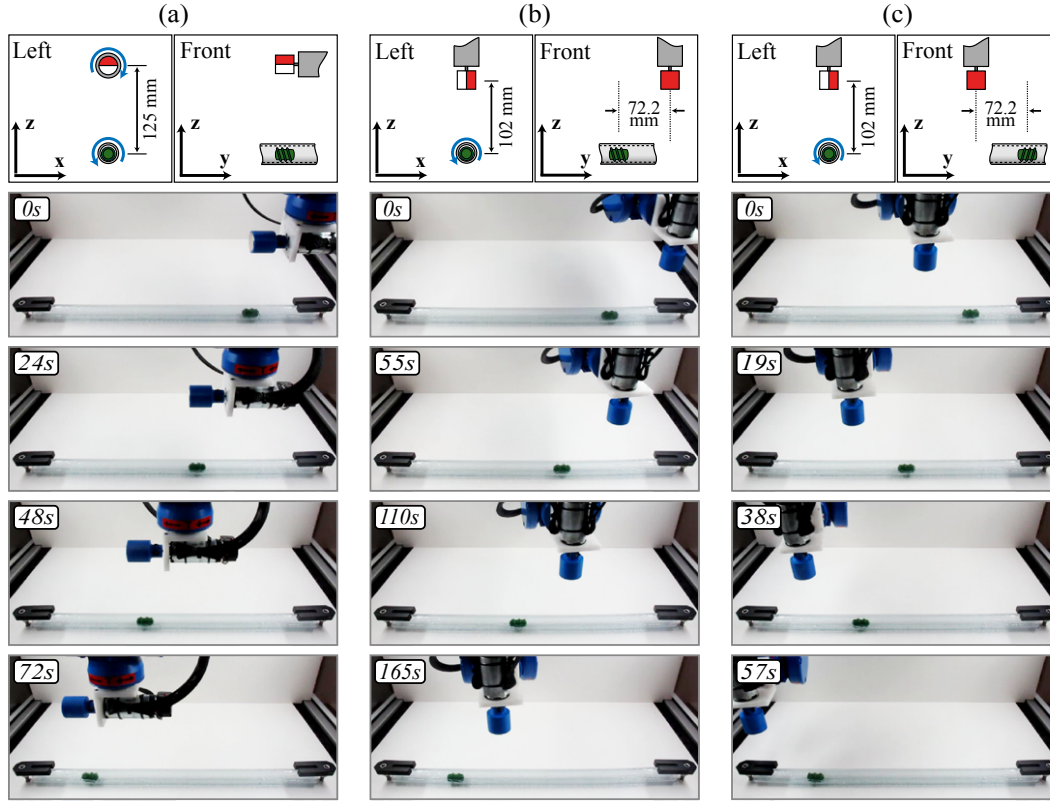 (a)
(b)
(c)
Left
125 mm
z
x
Front
z
y
Left
102 mm
z
x
Front
72.2
mm
z
y
Left
102 mm
z
x
Front
72.2
mm
z
y
0s
0s
0s
24s
55s
19s
48s
110s
38s
72s
165s
57s